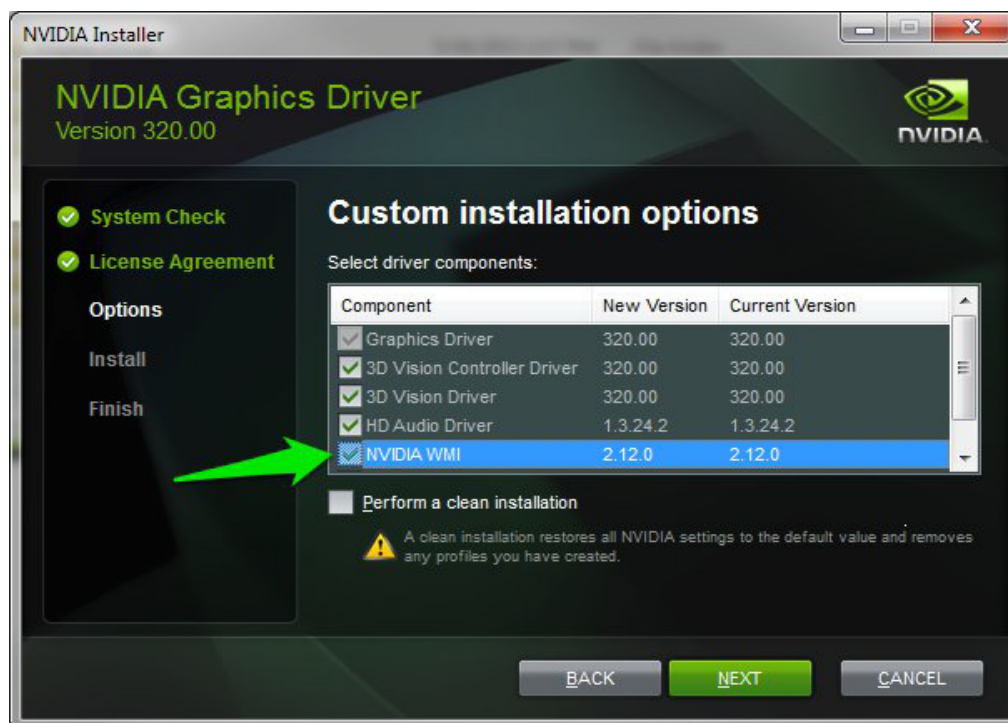 NVIDIA Installer
NVIDIA Graphics Driver
Version 320.00
NVIDIA
System Check
License Agreement
Options
Install
Finish
Custom installation options
Select driver components:
Component New Version Current Version
Graphics Driver 320.00 320.00
3D Vision Controller Driver 320.00 320.00
3D Vision Driver 320.00 320.00
HD Audio Driver 1.3.24.2 1.3.24.2
NVIDIA WMI 2.12.0 2.12.0
Perform a clean installation
A clean installation restores all NVIDIA settings to the default value and removes
any profiles you have created.
BACK NEXT CANCEL